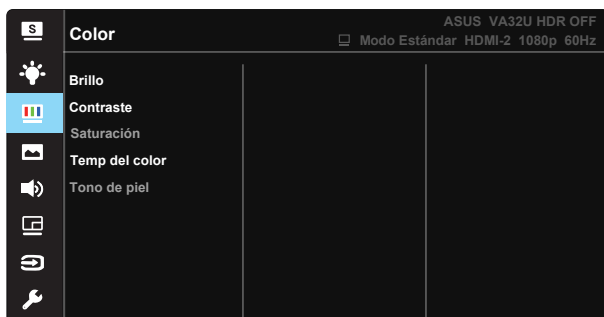 S
Color
ASUS VA32U HDR OFF
Modo Estándar HDMI-2 1080p 60Hz
Brillo
Contraste
Saturación
Temp del color
Tono de piel